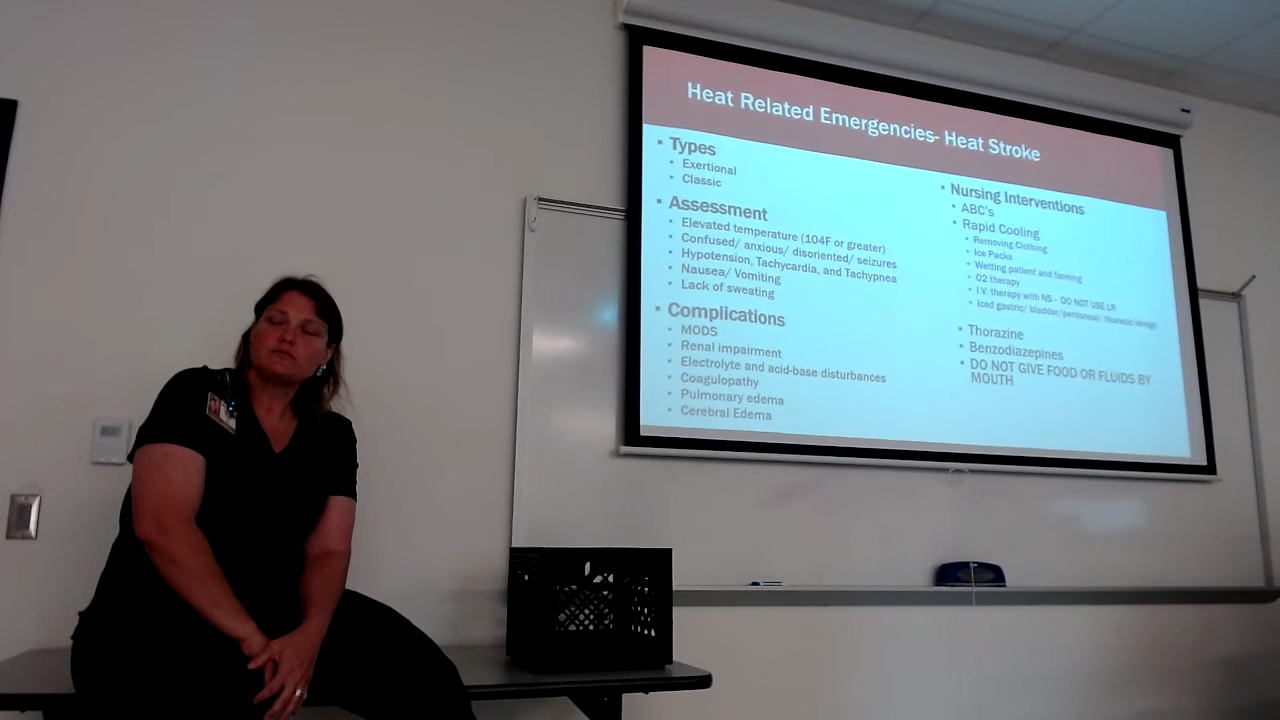 Heat Related Emergencies- Heat Stroke
Types
Exertional
Classic
Assessment
Elevated temperature (104F or greater)
Confused/ anxious/ disoriented/ seizures
Hypotension, Tachycardia, and Tachypnea
Nausea/ Vomiting
Lack of sweating
Complications
MODS
Renal impairment
Electrolyte and acid-base disturbances
Coagulopathy
Pulmonary edema
Cerebral Edema
Nursing Interventions
ABC's
Rapid Cooling
Removing Clothing
Ice Packs
Wetting patient and fanning
O2 therapy
I.V. therapy with NS - DO NOT USE LR
Iced gastric/ bladder/peritoneal/ thoracic lavage
Thorazine
Benzodiazepines
DO NOT GIVE FOOD OR FLUIDS BY
MOUTH